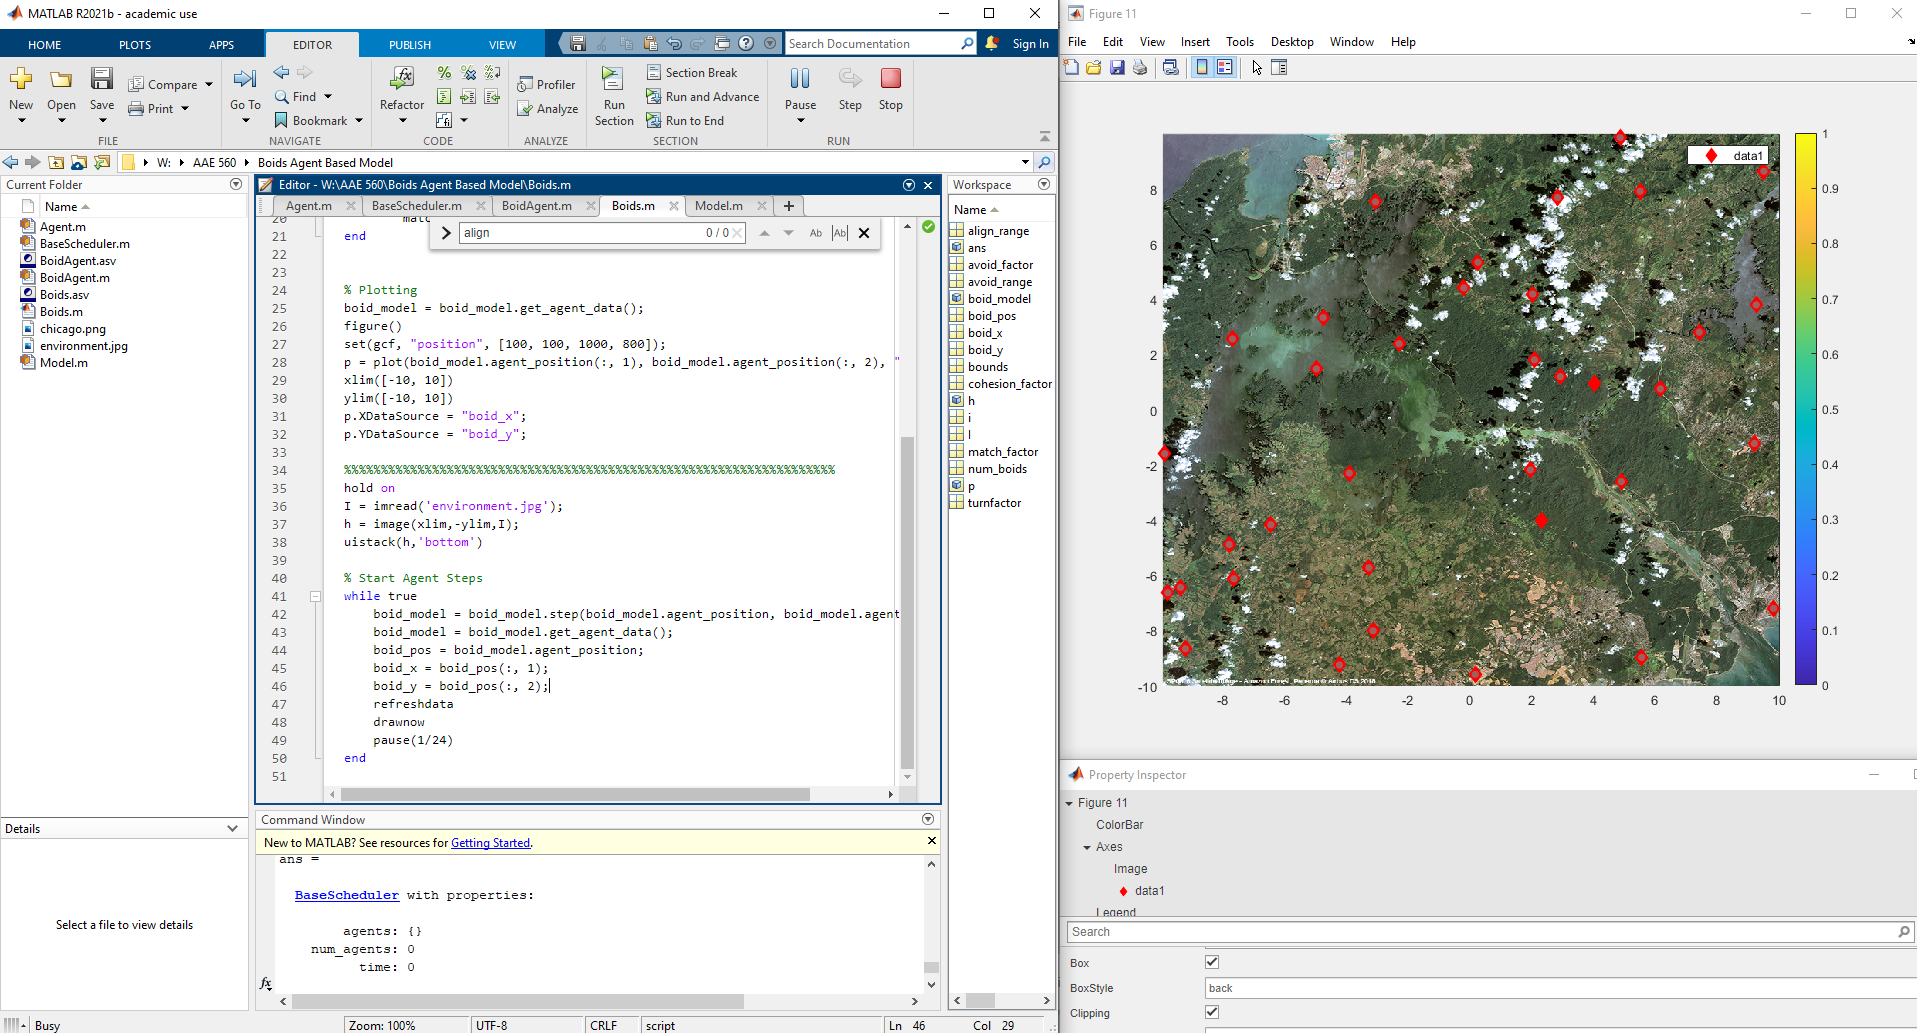 MATLAB R2021b - academic use
HOME PLOTS APPS EDITOR PUBLISH VIEW Search Documentation Sign In
New Open Save Compare Print Go To Find Bookmark Refactor Profiler Analyze Run Section Section Break Run and Advance Run to End Pause Step Stop
FILE NAVIGATE CODE ANALYZE SECTION RUN
W: AAE 560 Boids Agent Based Model
Current Folder
Name
Agent.m
BaseScheduler.m
BoidAgent.asv
BoidAgent.m
Boids.asv
Boids.m
chicago.png
environment.jpg
Model.m
Details
Select a file to view details
Editor - W:\AAE 560\Boids Agent Based Model\Boids.m
Agent.m BaseScheduler.m BoidAgent.m Boids.m Model.m
align 0 / 0 Ab |Ab|
20 matc
21 end
22
23
24 % Plotting
25 boid_model = boid_model.get_agent_data();
26 figure()
27 set(gcf, "position", [100, 100, 1000, 800]);
28 p = plot(boid_model.agent_position(:, 1), boid_model.agent_position(:, 2), "
29 xlim([-10, 10])
30 ylim([-10, 10])
31 p.XDataSource = "boid_x";
32 p.YDataSource = "boid_y";
33
34 %%%%%%%%%%%%%%%%%%%%%%%%%%%%%%%%%%%%%%%%%%%%%%%%%%%%%%%%%%%%%%%%%%%
35 hold on
36 I = imread('environment.jpg');
37 h = image(xlim,-ylim,I);
38 uistack(h,'bottom')
39
40 % Start Agent Steps
41 while true
42 boid_model = boid_model.step(boid_model.agent_position, boid_model.agent
43 boid_model = boid_model.get_agent_data();
44 boid_pos = boid_model.agent_position;
45 boid_x = boid_pos(:, 1);
46 boid_y = boid_pos(:, 2);
47 refreshdata
48 drawnow
49 pause(1/24)
50 end
51
Workspace
Name
align_range
ans
avoid_factor
avoid_range
boid_model
boid_pos
boid_x
boid_y
bounds
cohesion_factor
h
i
I
match_factor
num_boids
p
turnfactor
Command Window
New to MATLAB? See resources for Getting Started.
ans =
BaseScheduler with properties:
agents: {}
num_agents: 0
time: 0
fx
Busy Zoom: 100% UTF-8 CRLF script Ln 46 Col 29
Figure 11
File Edit View Insert Tools Desktop Window Help
data1
8
6
4
2
0
-2
-4
-6
-8
-10
-8 -6 -4 -2 0 2 4 6 8 10
1
0.9
0.8
0.7
0.6
0.5
0.4
0.3
0.2
0.1
0
Property Inspector
Figure 11
ColorBar
Axes
Image
data1
Legend
Search
Box
BoxStyle back
Clipping